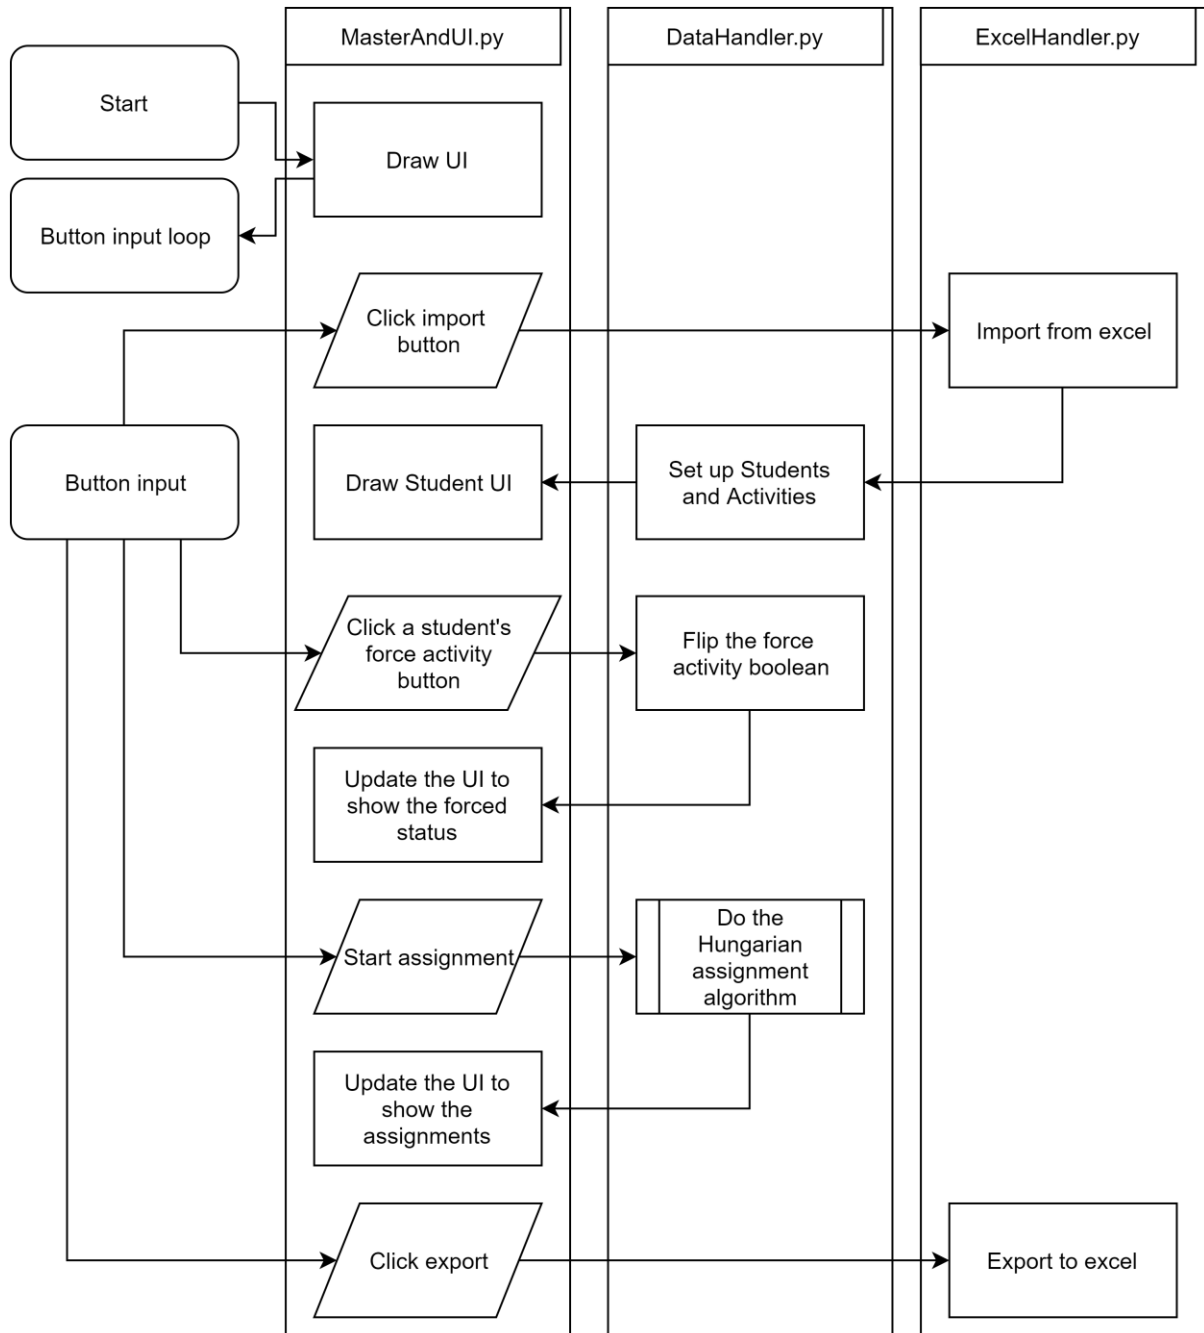 MasterAndUI.py
DataHandler.py
ExcelHandler.py
Start
Draw UI
Button input loop
Click import
button
Import from excel
Button input
Draw Student UI
Set up Students
and Activities
Click a student's
force activity
button
Flip the force
activity boolean
Update the UI to
show the forced
status
Start assignment
Do the
Hungarian
assignment
algorithm
Update the UI to
show the
assignments
Click export
Export to excel